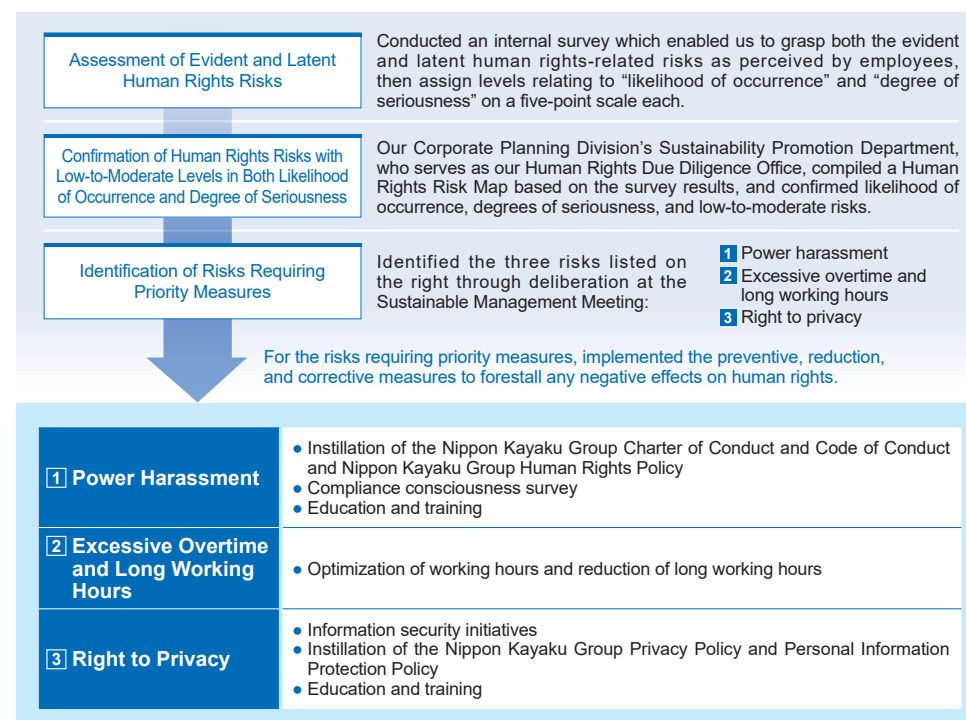 Assessment of Evident and Latent
Human Rights Risks
Conducted an internal survey which enabled us to grasp both the evident
and latent human rights-related risks as perceived by employees,
then assign levels relating to “likelihood of occurrence” and “degree of
seriousness” on a five-point scale each.
Confirmation of Human Rights Risks with
Low-to-Moderate Levels in Both Likelihood
of Occurrence and Degree of Seriousness
Our Corporate Planning Division’s Sustainability Promotion Department,
who serves as our Human Rights Due Diligence Office, compiled a Human
Rights Risk Map based on the survey results, and confirmed likelihood of
occurrence, degrees of seriousness, and low-to-moderate risks.
Identification of Risks Requiring
Priority Measures
Identified the three risks listed on
the right through deliberation at the
Sustainable Management Meeting:
1 Power harassment
2 Excessive overtime and
long working hours
3 Right to privacy
For the risks requiring priority measures, implemented the preventive, reduction,
and corrective measures to forestall any negative effects on human rights.
1 Power Harassment
● Instillation of the Nippon Kayaku Group Charter of Conduct and Code of Conduct
and Nippon Kayaku Group Human Rights Policy
● Compliance consciousness survey
● Education and training
2 Excessive Overtime
and Long Working
Hours
● Optimization of working hours and reduction of long working hours
3 Right to Privacy
● Information security initiatives
● Instillation of the Nippon Kayaku Group Privacy Policy and Personal Information
Protection Policy
● Education and training